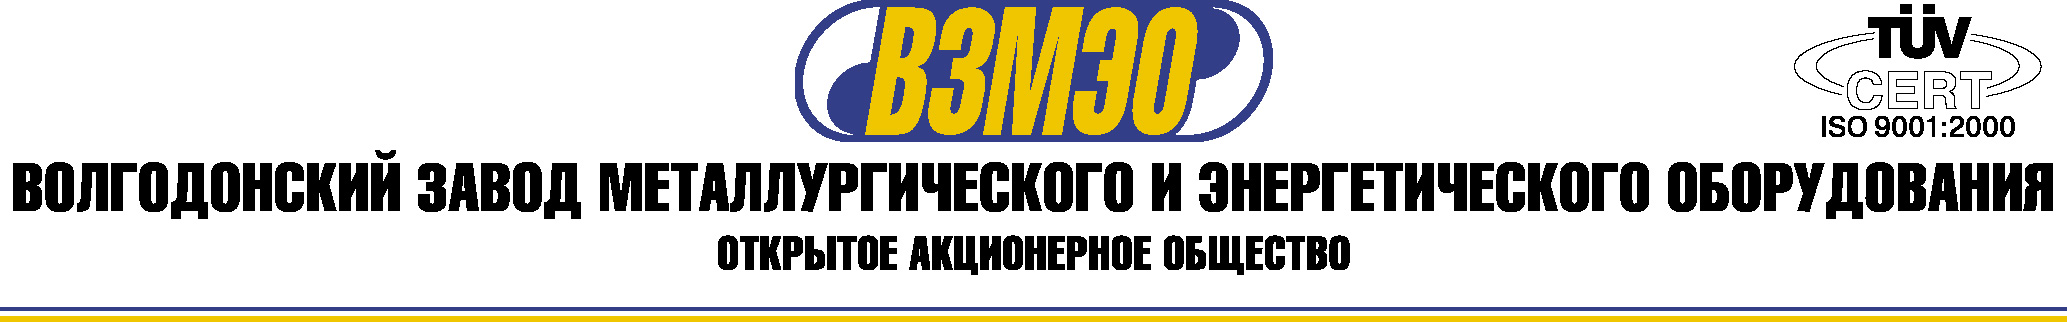 ВЗМЭО
TÜV
CERT
ISO 9001:2000
ВОЛГОДОНСКИЙ ЗАВОД МЕТАЛЛУРГИЧЕСКОГО И ЭНЕРГЕТИЧЕСКОГО ОБОРУДОВАНИЯ
ОТКРЫТОЕ АКЦИОНЕРНОЕ ОБЩЕСТВО